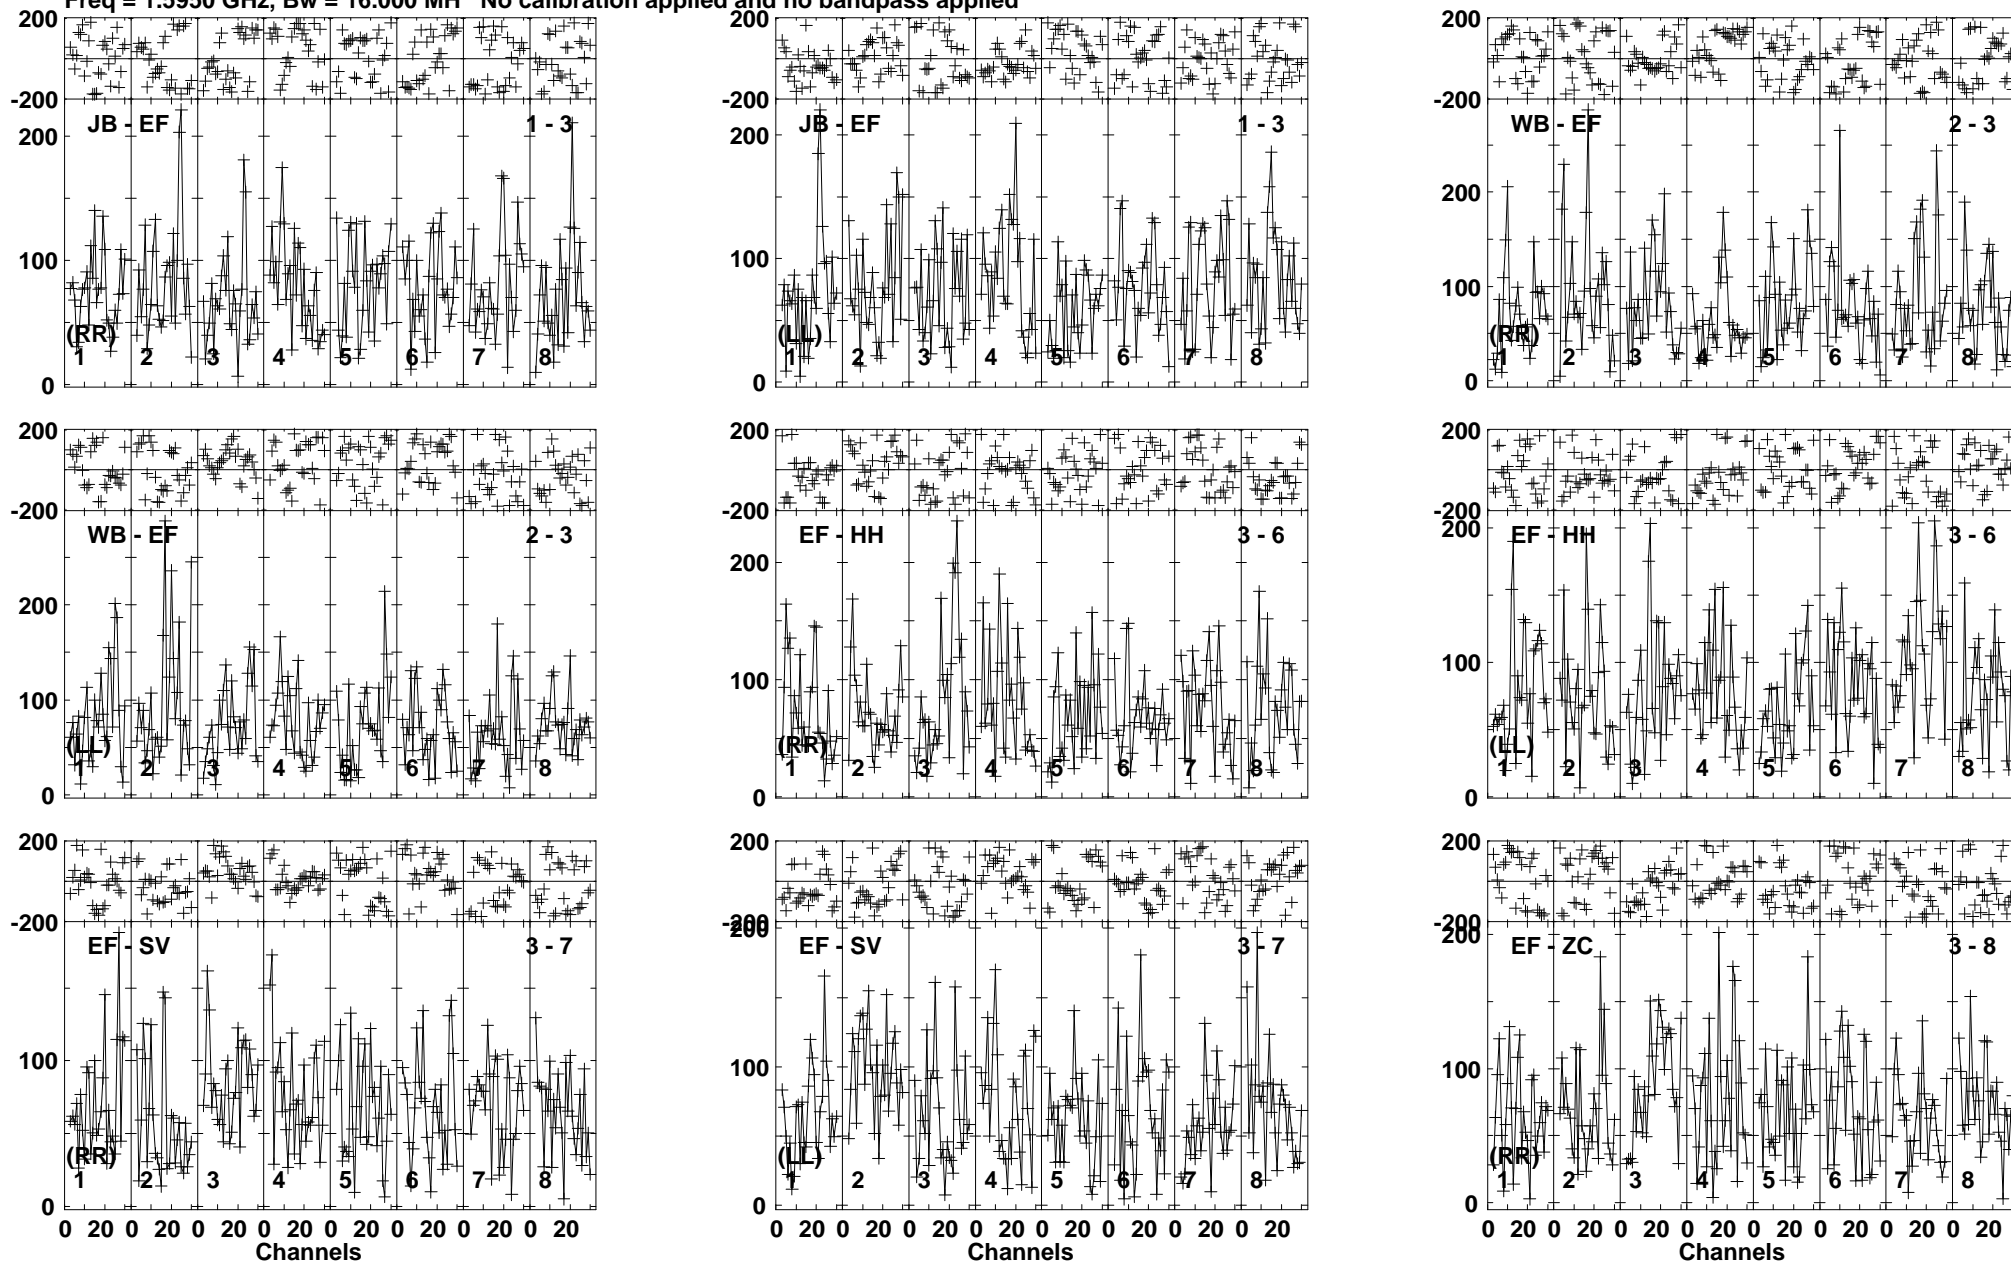 Freq = 1.5950 GHz, Bw = 16.000 MH No calibration applied and no bandpass applied
200 200 200
-200 -200 -200
JB - EF 1 - 3 JB - EF 1 - 3 WB - EF 2 - 3
200 200 200
100 100 100
(RR) (LL) (RR)
1 2 3 4 5 6 7 8 1 2 3 4 5 6 7 8 1 2 3 4 5 6 7 8
0 0 0
200 200 200
-200 -200 -200
WB - EF 2 - 3 EF - HH 3 - 6 EF - HH 3 - 6
200 200 200
100 100 100
(LL) (RR) (LL)
1 2 3 4 5 6 7 8 1 2 3 4 5 6 7 8 1 2 3 4 5 6 7 8
0 0 0
200 200 200
-200 -200 -200
200 200
EF - SV 3 - 7 EF - SV 3 - 7 EF - ZC 3 - 8
100 100 100
(RR) (LL) (RR)
1 2 3 4 5 6 7 8 1 2 3 4 5 6 7 8 1 2 3 4 5 6 7 8
0 0 0
0 20 0 20 0 20 0 20 0 20 0 20 0 20 0 20 0 20 0 20 0 20 0 20 0 20 0 20 0 20 0 20 0 20 0 20 0 20 0 20 0 20 0 20 0 20 0 20
Channels Channels Channels